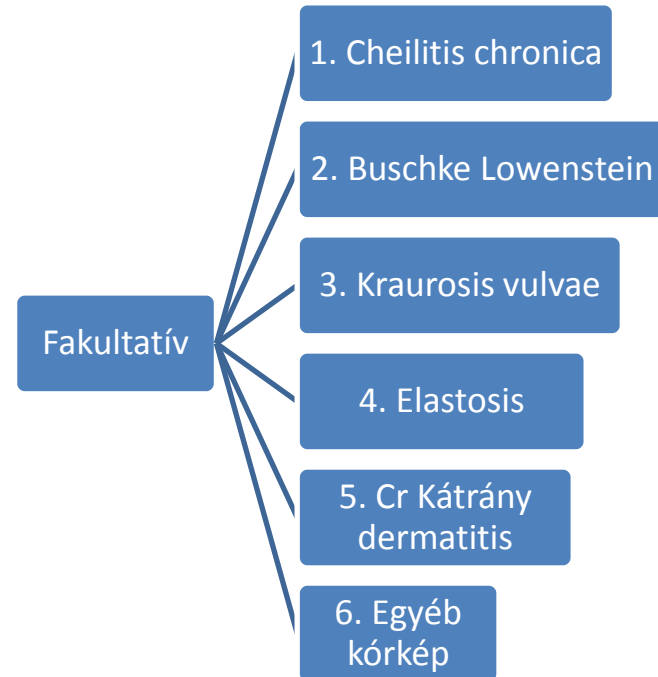 1. Cheilitis chronica
2. Buschke Lowenstein
3. Kraurosis vulvae
Fakultatív
4. Elastosis
5. Cr Kátrány
dermatitis
6. Egyéb
kórkép